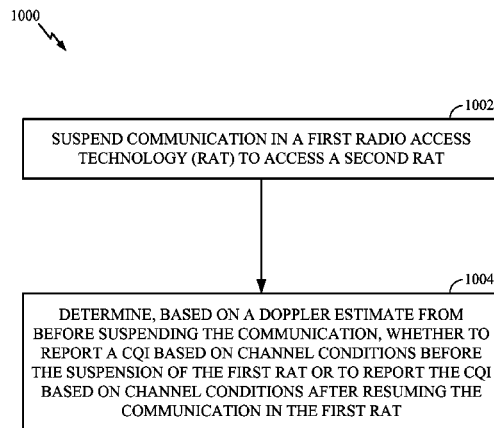 1000
1002
SUSPEND COMMUNICATION IN A FIRST RADIO ACCESS
TECHNOLOGY (RAT) TO ACCESS A SECOND RAT
1004
DETERMINE, BASED ON A DOPPLER ESTIMATE FROM
BEFORE SUSPENDING THE COMMUNICATION, WHETHER TO
REPORT A CQI BASED ON CHANNEL CONDITIONS BEFORE
THE SUSPENSION OF THE FIRST RAT OR TO REPORT THE CQI
BASED ON CHANNEL CONDITIONS AFTER RESUMING THE
COMMUNICATION IN THE FIRST RAT